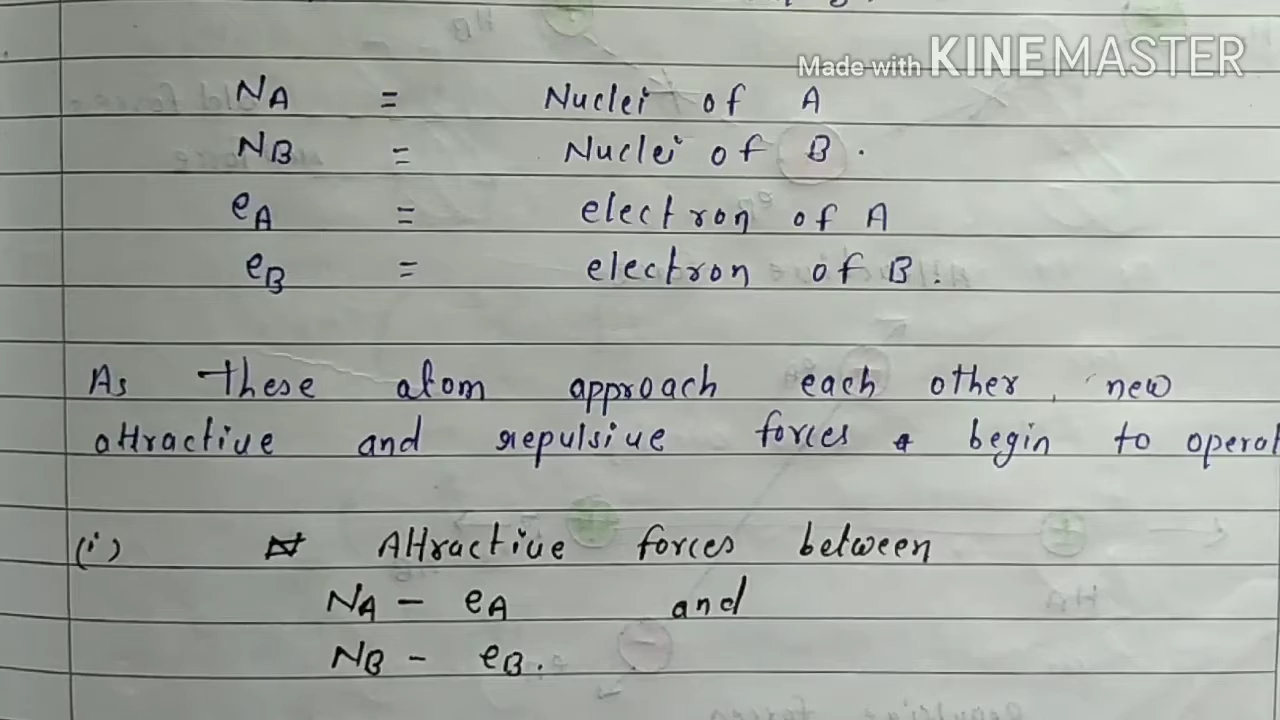 Made with KINEMASTER
NA = Nuclei of A
NB = Nuclei of B.
eA = electron of A
eB = electron of B.
As these atom approach each other, new
attractive and repulsive forces begin to operat
(i) Attractive forces between
NA - eA and
NB - eB.